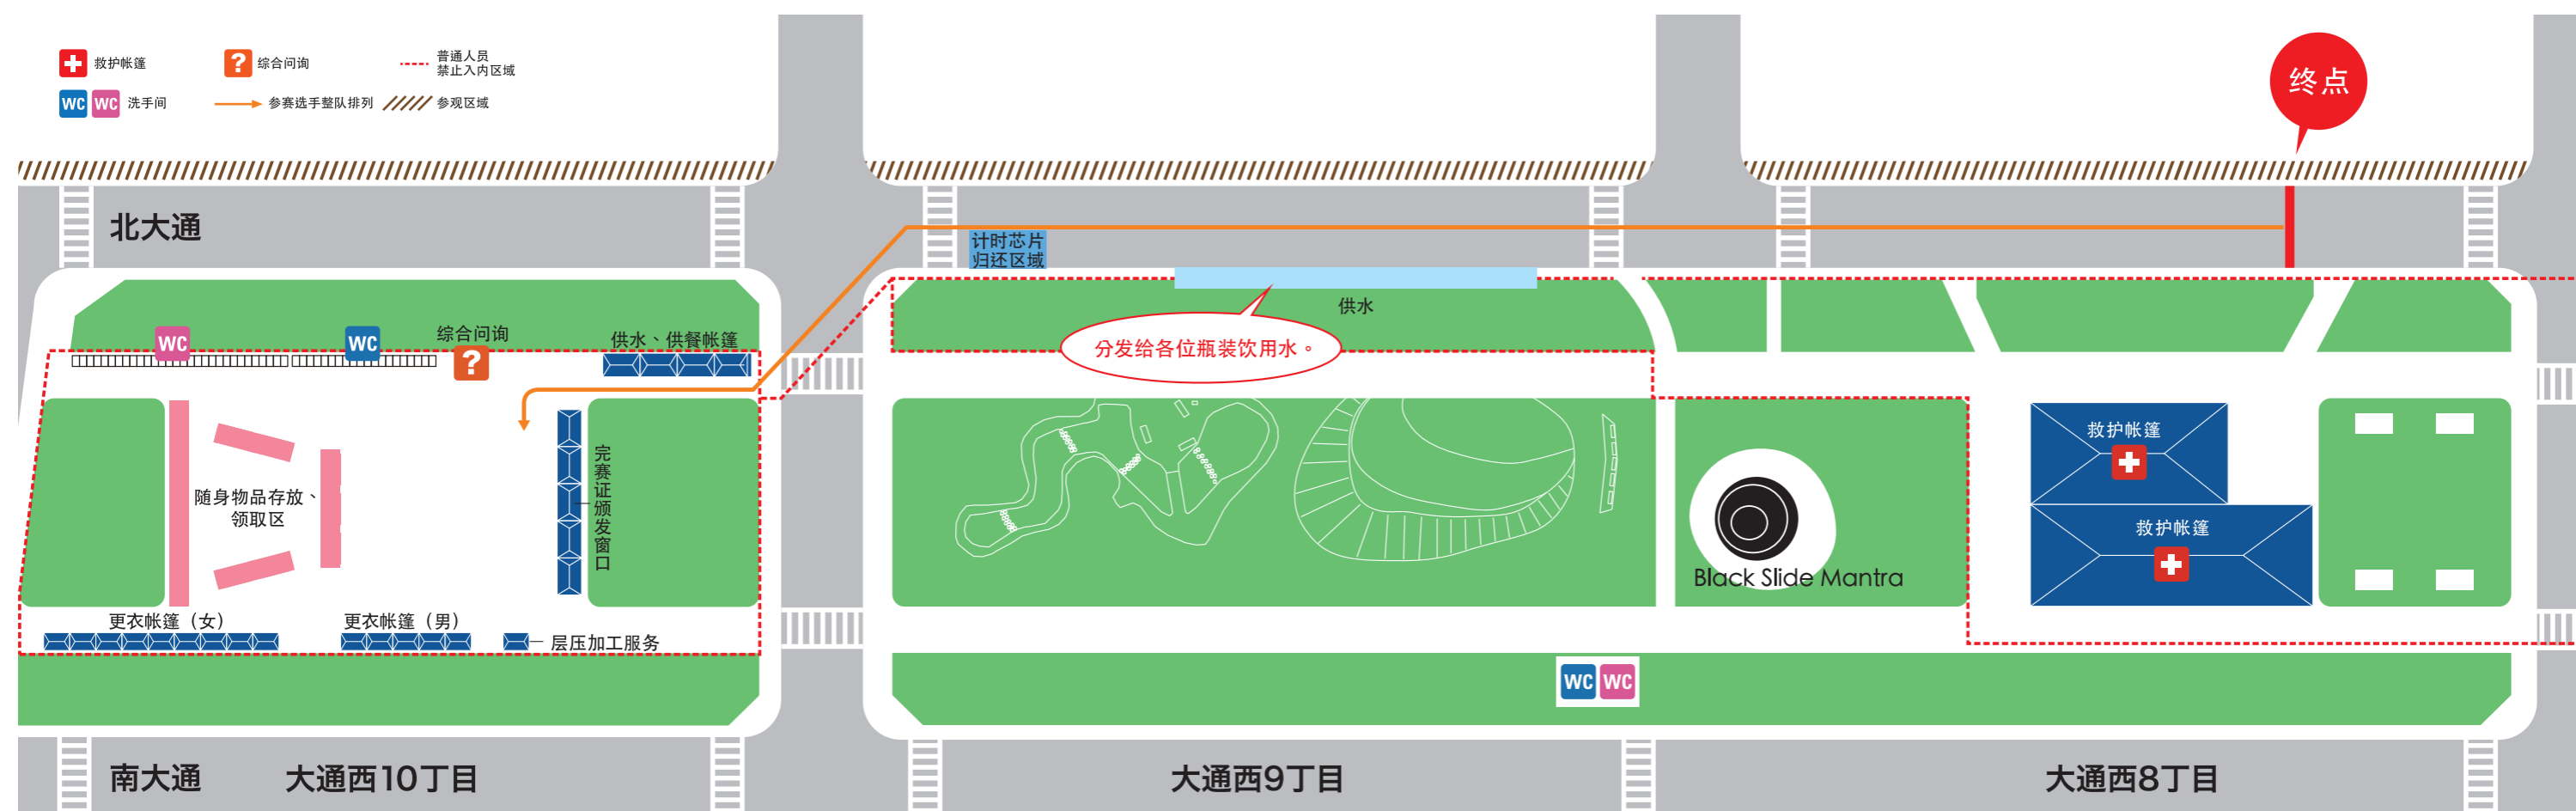 救护帐篷
? 综合问询
普通人员
禁止入内区域
WC WC 洗手间
参赛选手整队排列
参观区域
终点
北大通
计时芯片
归还区域
供水
分发给各位瓶装饮用水。
WC
WC
综合问询
?
供水、供餐帐篷
完赛证颁发窗口
随身物品存放、
领取区
更衣帐篷（女）
更衣帐篷（男）
层压加工服务
Black Slide Mantra
救护帐篷
救护帐篷
WC WC
南大通
大通西10丁目
大通西9丁目
大通西8丁目